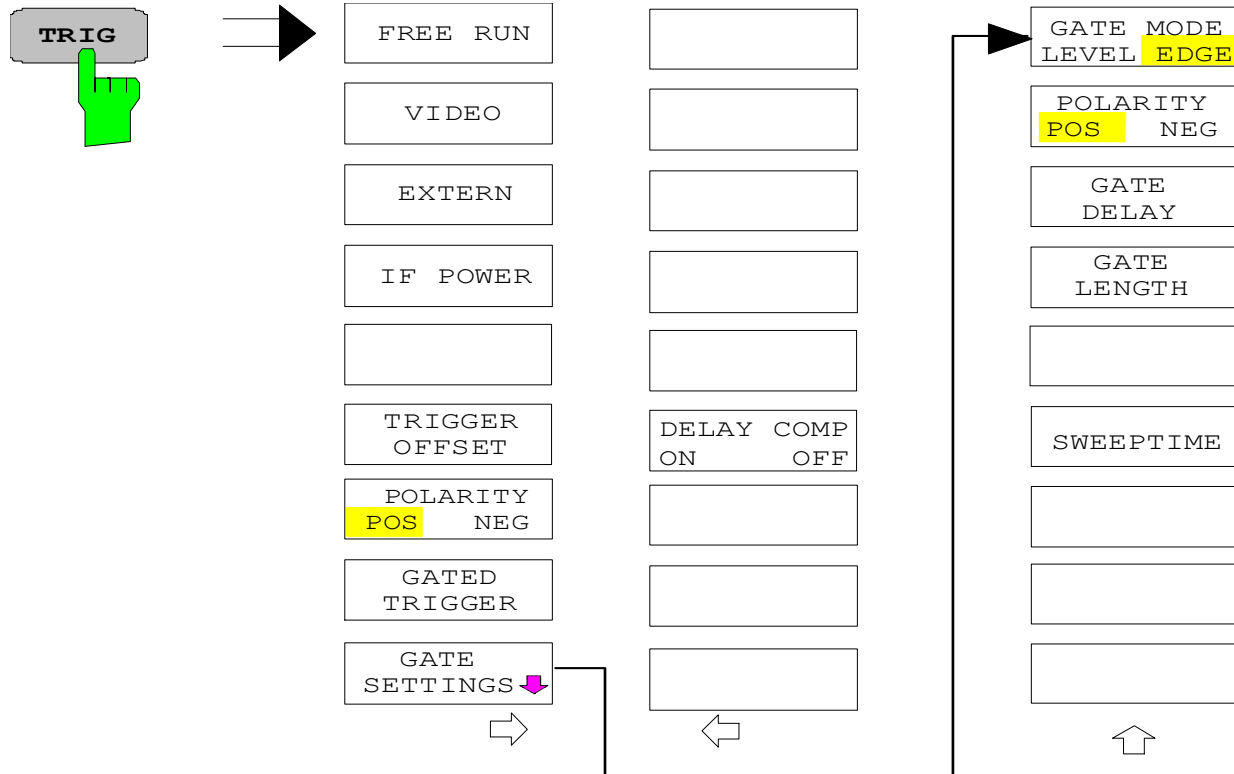 TRIG
FREE RUN
VIDEO
EXTERN
IF POWER
TRIGGER
OFFSET
POLARITY
POS NEG
GATED
TRIGGER
GATE
SETTINGS
DELAY COMP
ON OFF
GATE MODE
LEVEL EDGE
POLARITY
POS NEG
GATE
DELAY
GATE
LENGTH
SWEEPTIME